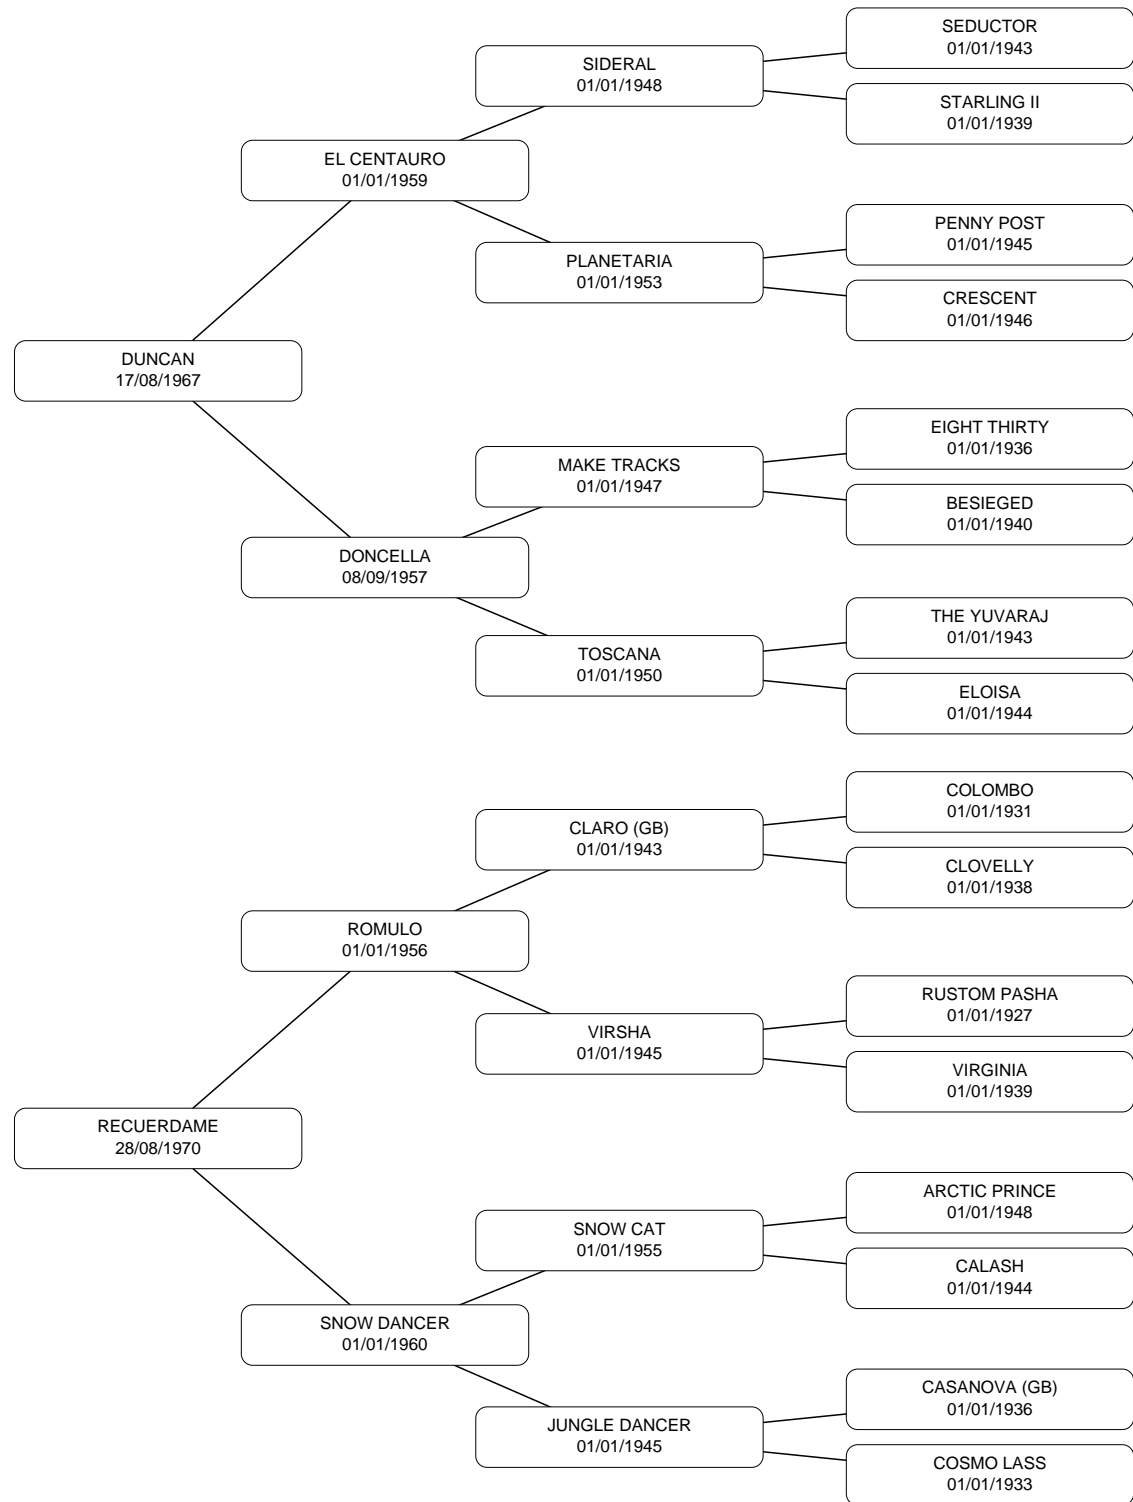 SEDUCTOR
01/01/1943
SIDERAL
01/01/1948
STARLING II
01/01/1939
EL CENTAURO
01/01/1959
PENNY POST
01/01/1945
PLANETARIA
01/01/1953
CRESCENT
01/01/1946
DUNCAN
17/08/1967
EIGHT THIRTY
01/01/1936
MAKE TRACKS
01/01/1947
BESIEGED
01/01/1940
DONCELLA
08/09/1957
THE YUVARAJ
01/01/1943
TOSCANA
01/01/1950
ELOISA
01/01/1944
COLOMBO
01/01/1931
CLARO (GB)
01/01/1943
CLOVELLY
01/01/1938
ROMULO
01/01/1956
RUSTOM PASHA
01/01/1927
VIRSHA
01/01/1945
VIRGINIA
01/01/1939
RECUERDAME
28/08/1970
ARCTIC PRINCE
01/01/1948
SNOW CAT
01/01/1955
CALASH
01/01/1944
SNOW DANCER
01/01/1960
CASANOVA (GB)
01/01/1936
JUNGLE DANCER
01/01/1945
COSMO LASS
01/01/1933